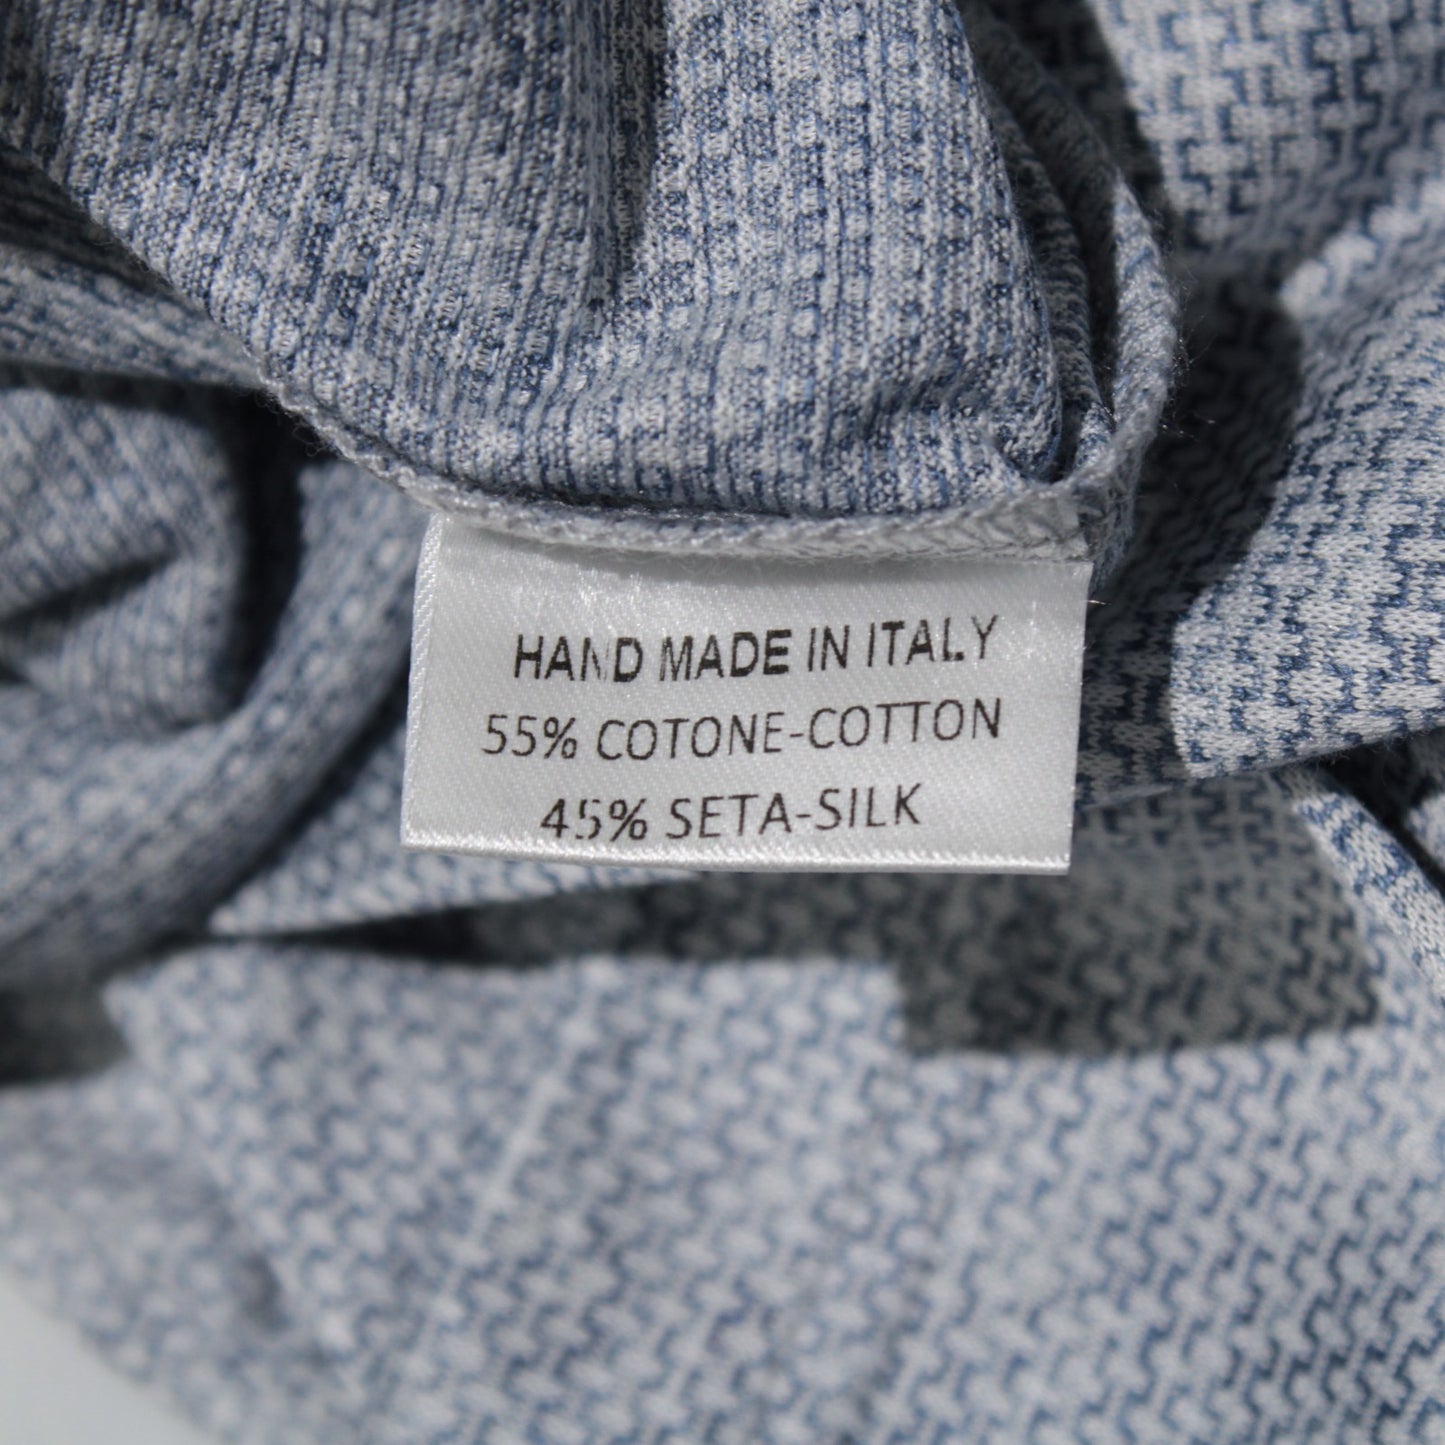 HAND MADE IN ITALY
55% COTONE-COTTON
45% SETA-SILK